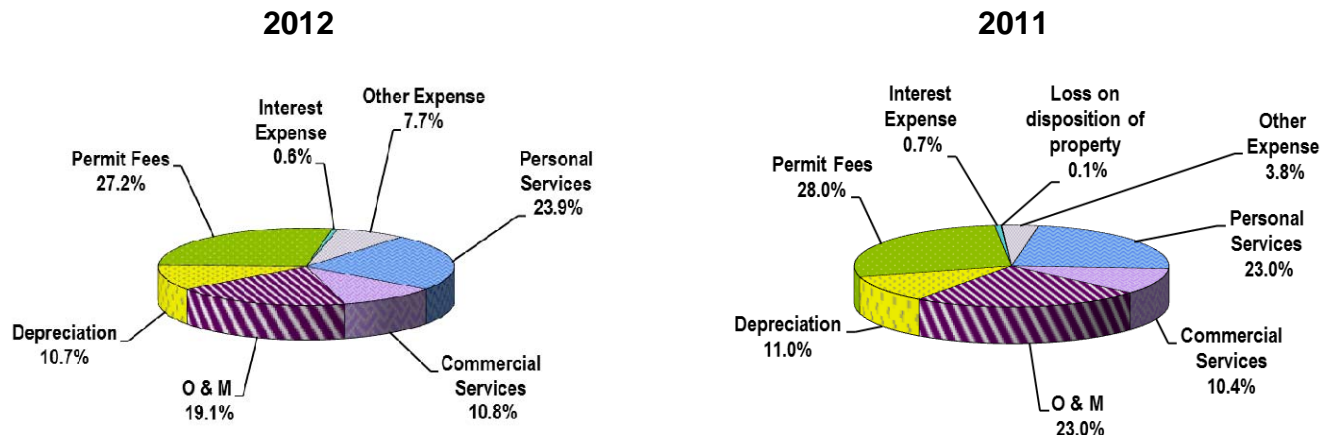 2012
Other Expense
7.7%
Interest
Expense
0.6%
Permit Fees
27.2%
Personal
Services
23.9%
Depreciation
10.7%
O & M
19.1%
Commercial
Services
10.8%
2011
Interest
Expense
0.7%
Loss on
disposition of
property
0.1%
Other
Expense
3.8%
Permit Fees
28.0%
Personal
Services
23.0%
Depreciation
11.0%
Commercial
Services
10.4%
O & M
23.0%